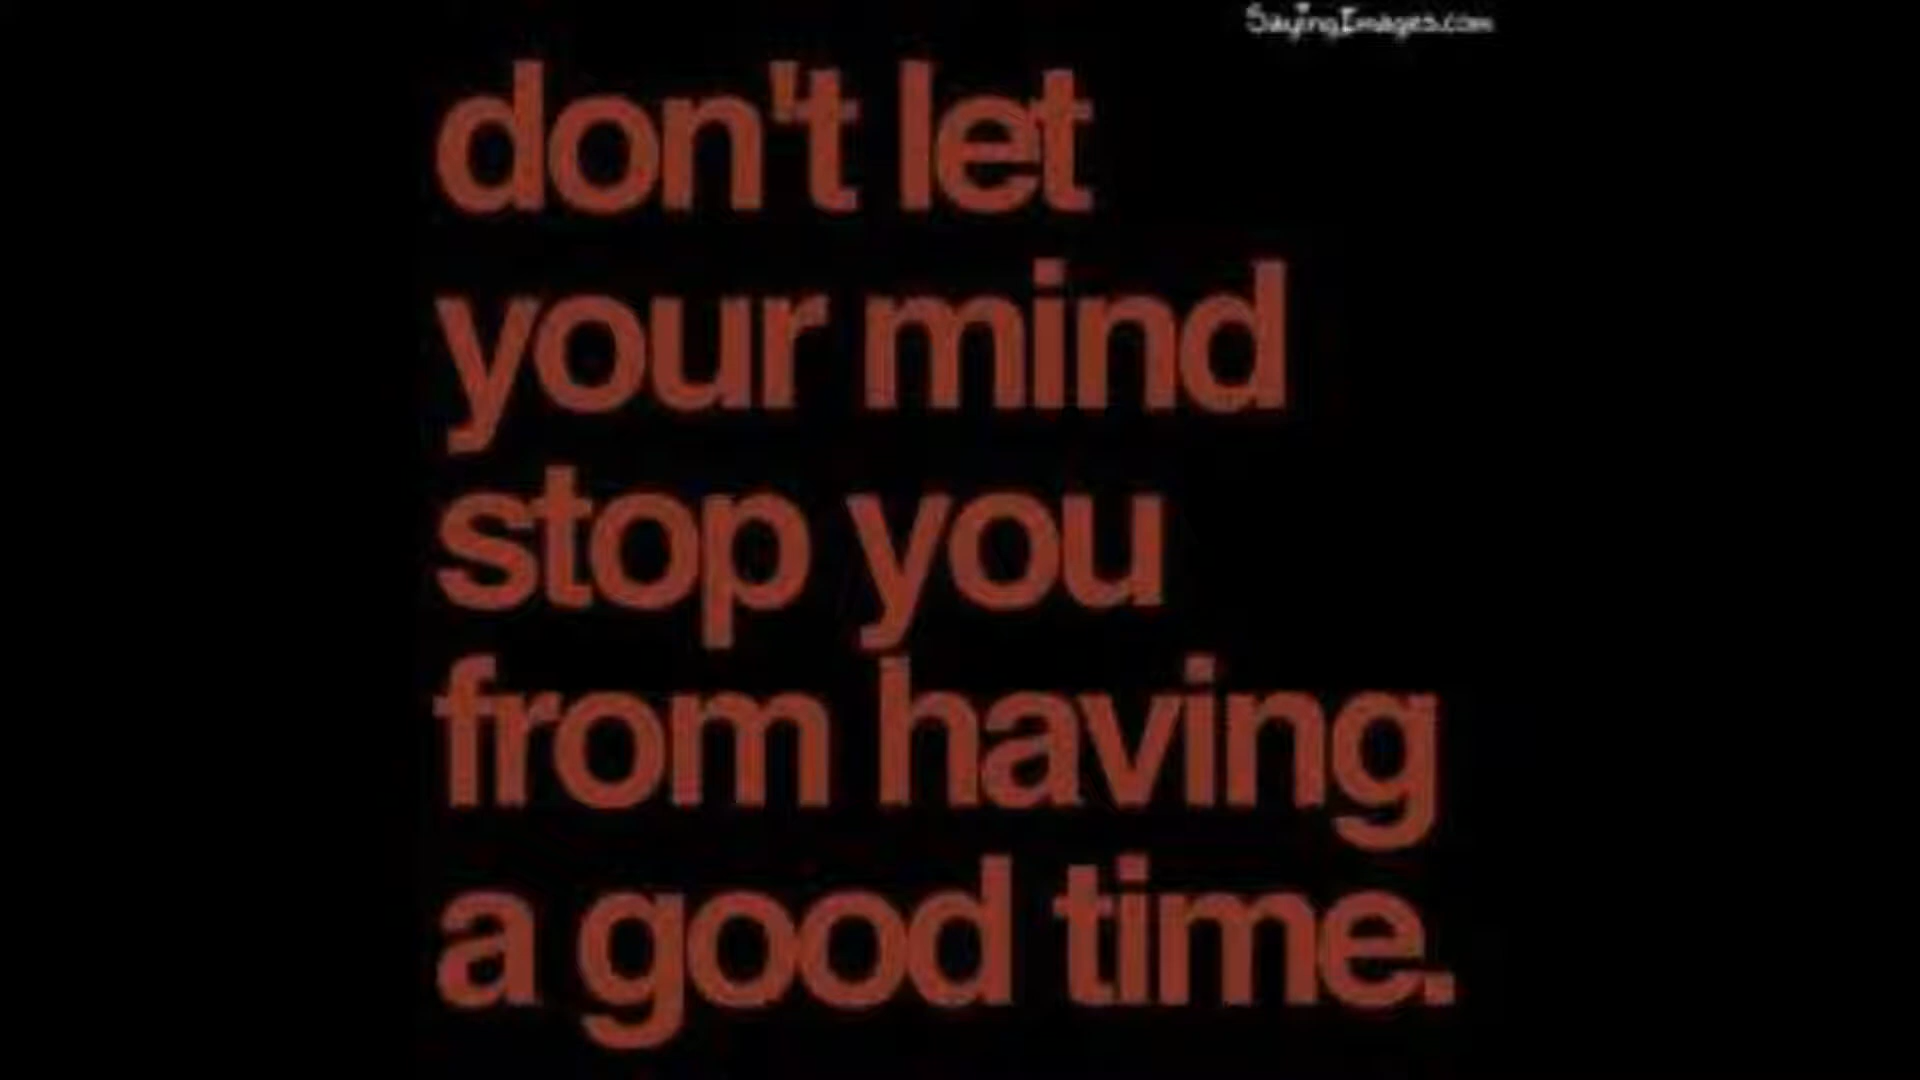 SayingImages.com
don't let
your mind
stop you
from having
a good time.